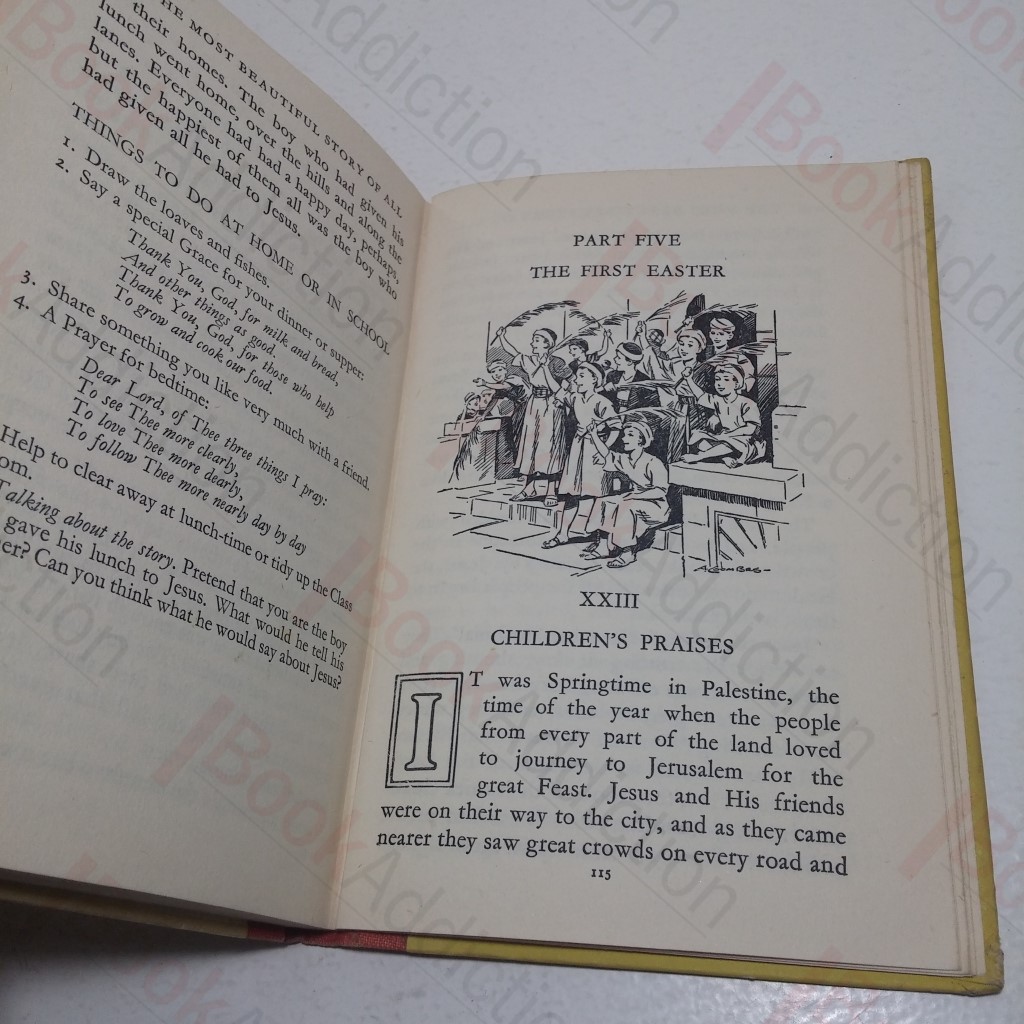 THE MOST BEAUTIFUL STORY OF ALL
their homes. The boy who had given his
lunch went home, over the hills and along the
lanes. Everyone had had a happy day, perhaps,
but the happiest of them all was the boy who
had given all he had to Jesus.
THINGS TO DO AT HOME OR IN SCHOOL
1. Draw the loaves and fishes.
2. Say a special Grace for your dinner or supper:
Thank You, God, for milk and bread,
And other things as good.
Thank You, God, for those who help
To grow and cook our food.
3. Share something you like very much with a friend.
4. A Prayer for bedtime:
Dear Lord, of Thee three things I pray:
To see Thee more clearly,
To love Thee more dearly,
To follow Thee more nearly day by day
Help to clear away at lunch-time or tidy up the Class
om.
Talking about the story. Pretend that you are the boy
gave his lunch to Jesus. What would he tell his
er? Can you think what he would say about Jesus?
PART FIVE
THE FIRST EASTER
XXIII
CHILDREN'S PRAISES
IT was Springtime in Palestine, the
time of the year when the people
from every part of the land loved
to journey to Jerusalem for the
great Feast. Jesus and His friends
were on their way to the city, and as they came
nearer they saw great crowds on every road and
115
BookAddiction